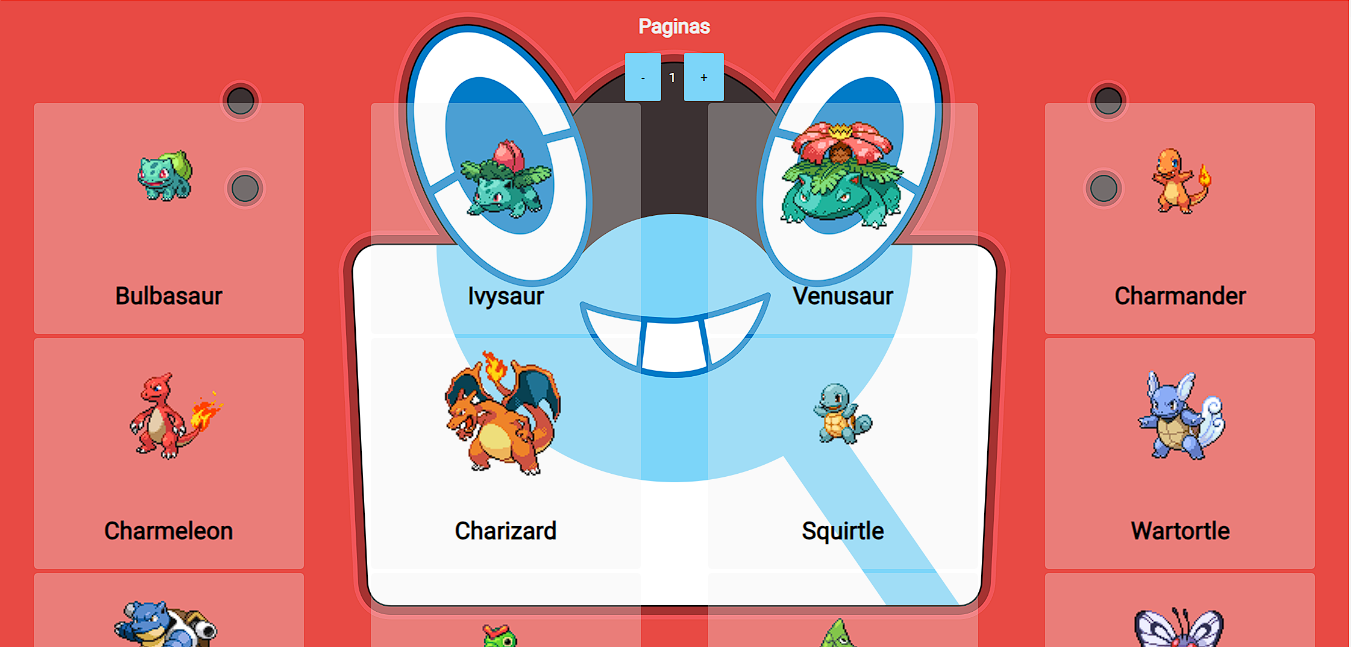 Paginas
- 1 +
Bulbasaur
Ivysaur
Venusaur
Charmander
Charmeleon
Charizard
Squirtle
Wartortle